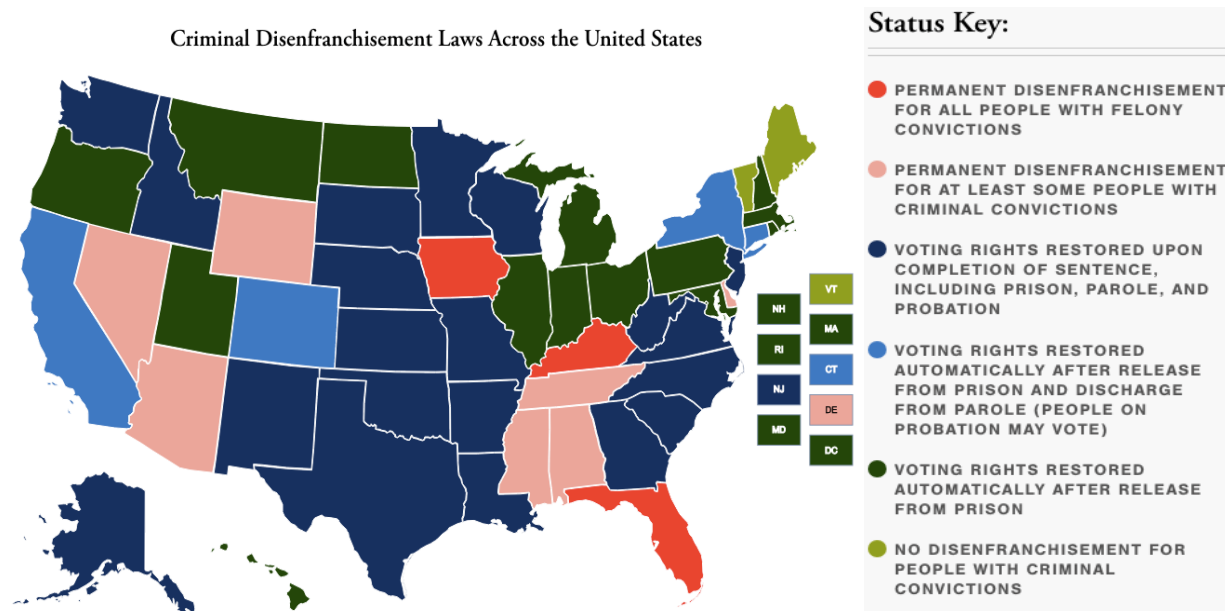 Criminal Disenfranchisement Laws Across the United States
Status Key:
PERMANENT DISENFRANCHISEMENT
FOR ALL PEOPLE WITH FELONY
CONVICTIONS
PERMANENT DISENFRANCHISEMENT
FOR AT LEAST SOME PEOPLE WITH
CRIMINAL CONVICTIONS
VOTING RIGHTS RESTORED UPON
COMPLETION OF SENTENCE,
INCLUDING PRISON, PAROLE, AND
PROBATION
VOTING RIGHTS RESTORED
AUTOMATICALLY AFTER RELEASE
FROM PRISON AND DISCHARGE
FROM PAROLE (PEOPLE ON
PROBATION MAY VOTE)
VOTING RIGHTS RESTORED
AUTOMATICALLY AFTER RELEASE
FROM PRISON
NO DISENFRANCHISEMENT FOR
PEOPLE WITH CRIMINAL
CONVICTIONS
VT
NH
MA
RI
CT
NJ
DE
MD
DC